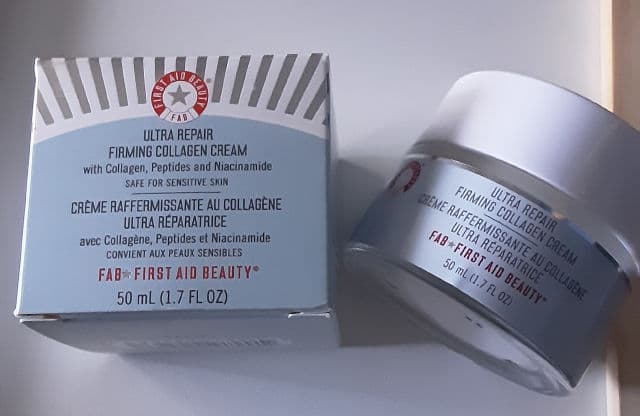 FIRST AID BEAUTY
FAB
ULTRA REPAIR
FIRMING COLLAGEN CREAM
with Collagen, Peptides and Niacinamide
SAFE FOR SENSITIVE SKIN
CRÈME RAFFERMISSANTE AU COLLAGÈNE
ULTRA RÉPARATRICE
avec Collagène, Peptides et Niacinamide
CONVIENT AUX PEAUX SENSIBLES
FAB★FIRST AID BEAUTY®
50 mL (1.7 FL OZ)
ULTRA REPAIR
FIRMING COLLAGEN CREAM
CRÈME RAFFERMISSANTE AU COLLAGÈNE
ULTRA RÉPARATRICE
FAB★FIRST AID BEAUTY®
50 mL (1.7 FL OZ)